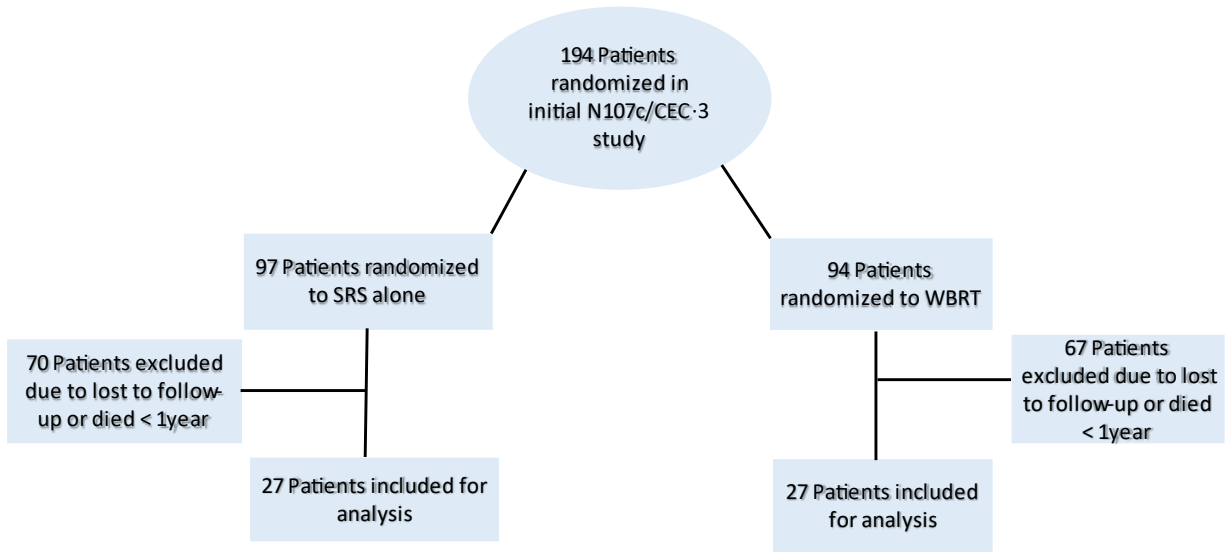 194 Patients
randomized in
initial N107c/CEC·3
study
97 Patients randomized
to SRS alone
94 Patients
randomized to WBRT
70 Patients excluded
due to lost to follow-
up or died < 1year
67 Patients
excluded due to lost
to follow-up or died
< 1year
27 Patients included for
analysis
27 Patients included
for analysis